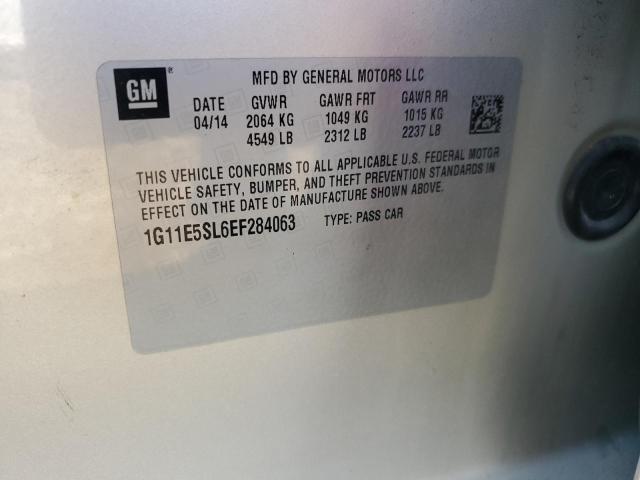 GM®
MFD BY GENERAL MOTORS LLC
DATE GVWR GAWR FRT GAWR RR
04/14 2064 KG 1049 KG 1015 KG
4549 LB 2312 LB 2237 LB
THIS VEHICLE CONFORMS TO ALL APPLICABLE U.S. FEDERAL MOTOR
VEHICLE SAFETY, BUMPER, AND THEFT PREVENTION STANDARDS IN
EFFECT ON THE DATE OF MANUFACTURE SHOWN ABOVE.
1G11E5SL6EF284063 TYPE: PASS CAR